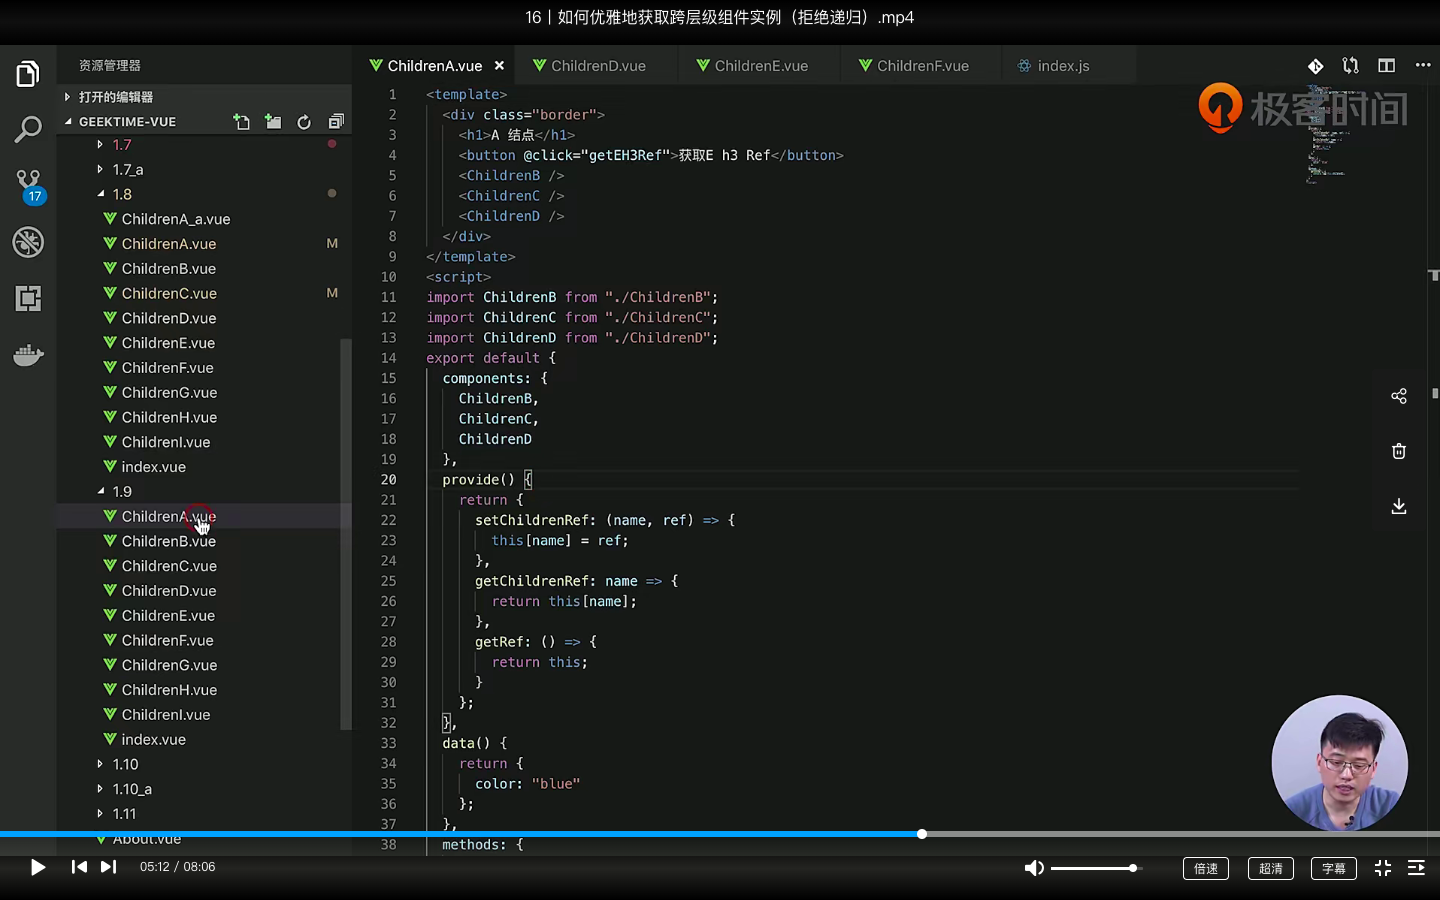 16丨如何优雅地获取跨层级组件实例（拒绝递归）.mp4
资源管理器
打开的编辑器
GEEKTIME-VUE
1.7
1.7_a
1.8
ChildrenA_a.vue
ChildrenA.vue M
ChildrenB.vue
ChildrenC.vue M
ChildrenD.vue
ChildrenE.vue
ChildrenF.vue
ChildrenG.vue
ChildrenH.vue
ChildrenI.vue
index.vue
1.9
ChildrenA.vue
ChildrenB.vue
ChildrenC.vue
ChildrenD.vue
ChildrenE.vue
ChildrenF.vue
ChildrenG.vue
ChildrenH.vue
ChildrenI.vue
index.vue
1.10
1.10_a
1.11
About.vue
17
ChildrenA.vue ChildrenD.vue ChildrenE.vue ChildrenF.vue index.js
极客时间
1 <template>
2 <div class="border">
3 <h1>A 结点</h1>
4 <button @click="getEH3Ref">获取E h3 Ref</button>
5 <ChildrenB />
6 <ChildrenC />
7 <ChildrenD />
8 </div>
9 </template>
10 <script>
11 import ChildrenB from "./ChildrenB";
12 import ChildrenC from "./ChildrenC";
13 import ChildrenD from "./ChildrenD";
14 export default {
15 components: {
16 ChildrenB,
17 ChildrenC,
18 ChildrenD
19 },
20 provide() {
21 return {
22 setChildrenRef: (name, ref) => {
23 this[name] = ref;
24 },
25 getChildrenRef: name => {
26 return this[name];
27 },
28 getRef: () => {
29 return this;
30 }
31 };
32 },
33 data() {
34 return {
35 color: "blue"
36 };
37 },
38 methods: {
05:12 / 08:06
倍速 超清 字幕